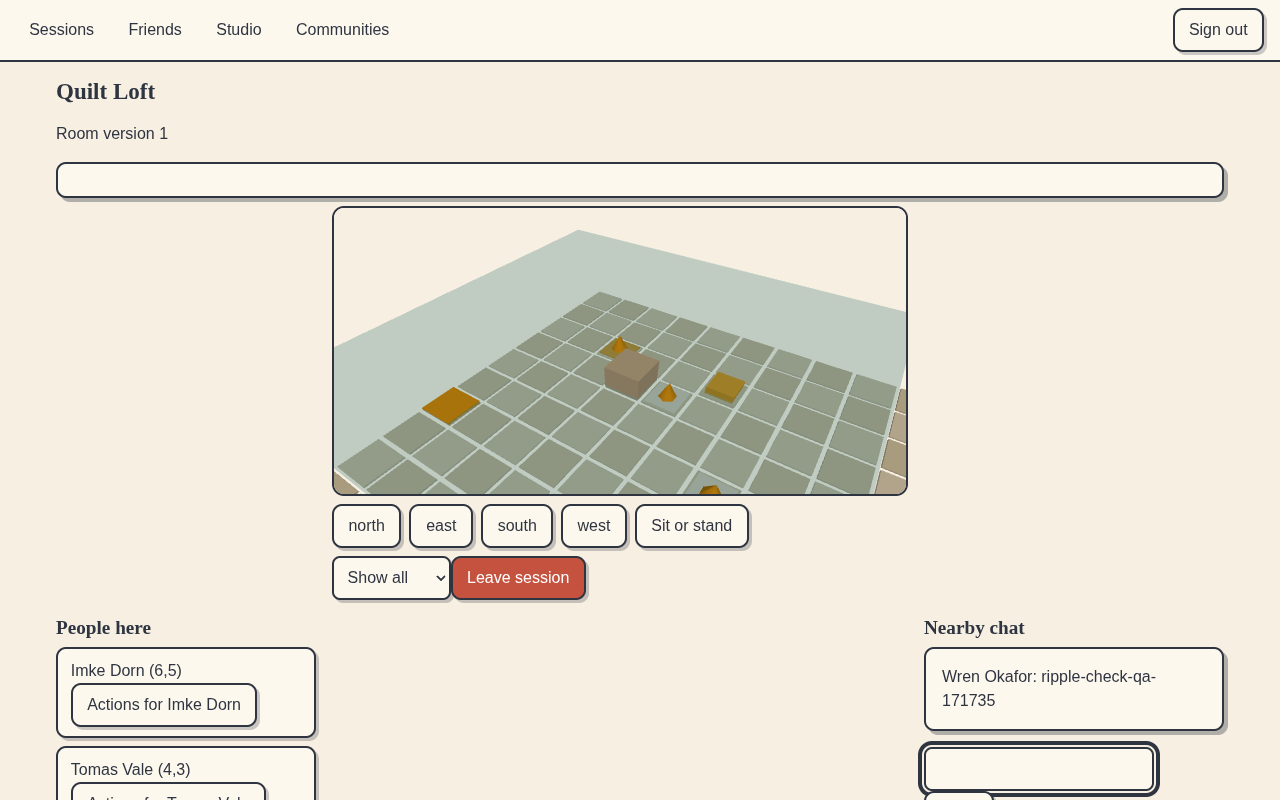 Sessions Friends Studio Communities Sign out
Quilt Loft
Room version 1
north east south west Sit or stand
Show all Leave session
People here
Imke Dorn (6,5)
Actions for Imke Dorn
Tomas Vale (4,3)
Nearby chat
Wren Okafor: ripple-check-qa-
171735